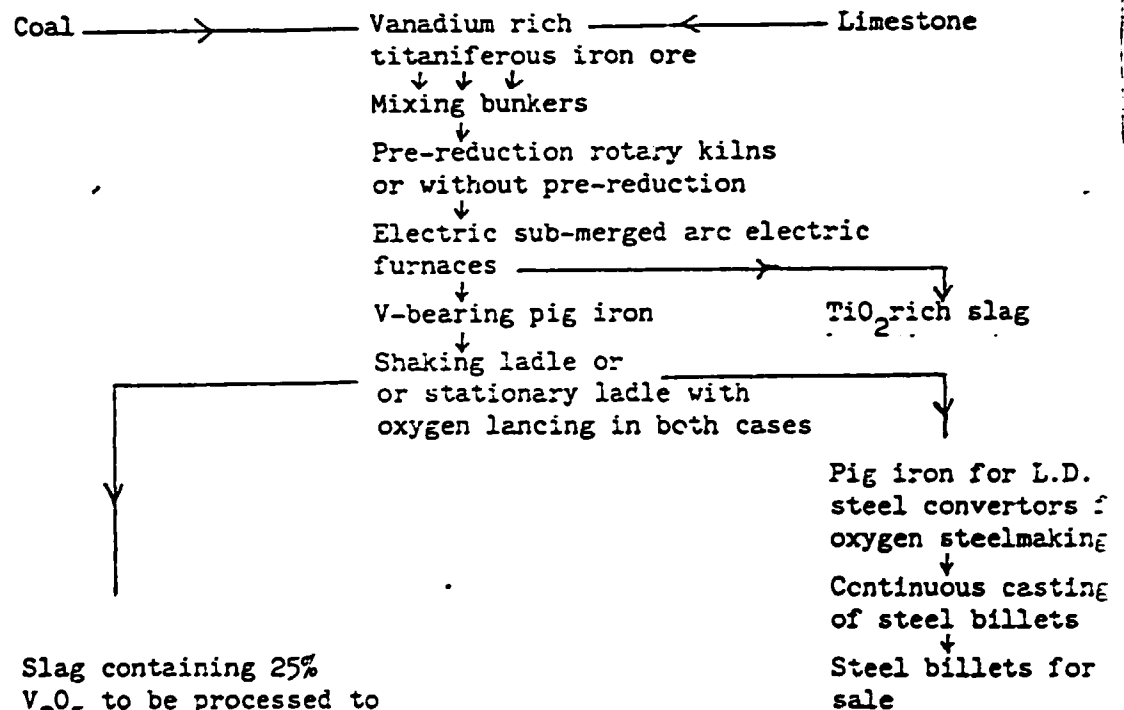 Coal
Vanadium rich
titaniferous iron ore
Limestone
Mixing bunkers
Pre-reduction rotary kilns
or without pre-reduction
Electric sub-merged arc electric
furnaces
V-bearing pig iron
TiO2 rich slag
Shaking ladle or
or stationary ladle with
oxygen lancing in both cases
Pig iron for L.D.
steel convertors
oxygen steelmaking
Continuous casting
of steel billets
Steel billets for
sale
Slag containing 25%
V2O5 to be processed to